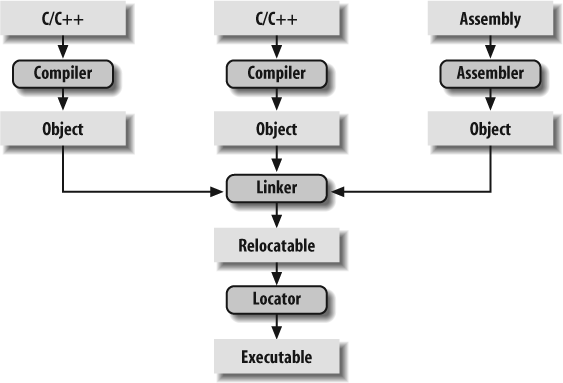 C/C++
C/C++
Assembly
Compiler
Compiler
Assembler
Object
Object
Object
Linker
Relocatable
Locator
Executable